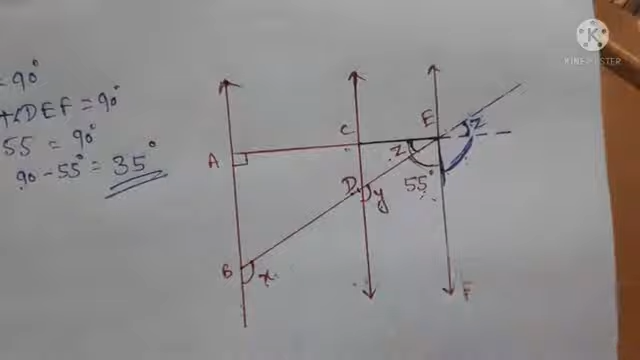 = 90°
+∠DEF = 90°
55 = 90°
90 - 55° = 35°
A
B
x
C
D
y
E
z
55°
z
F
K
KINEMASTER